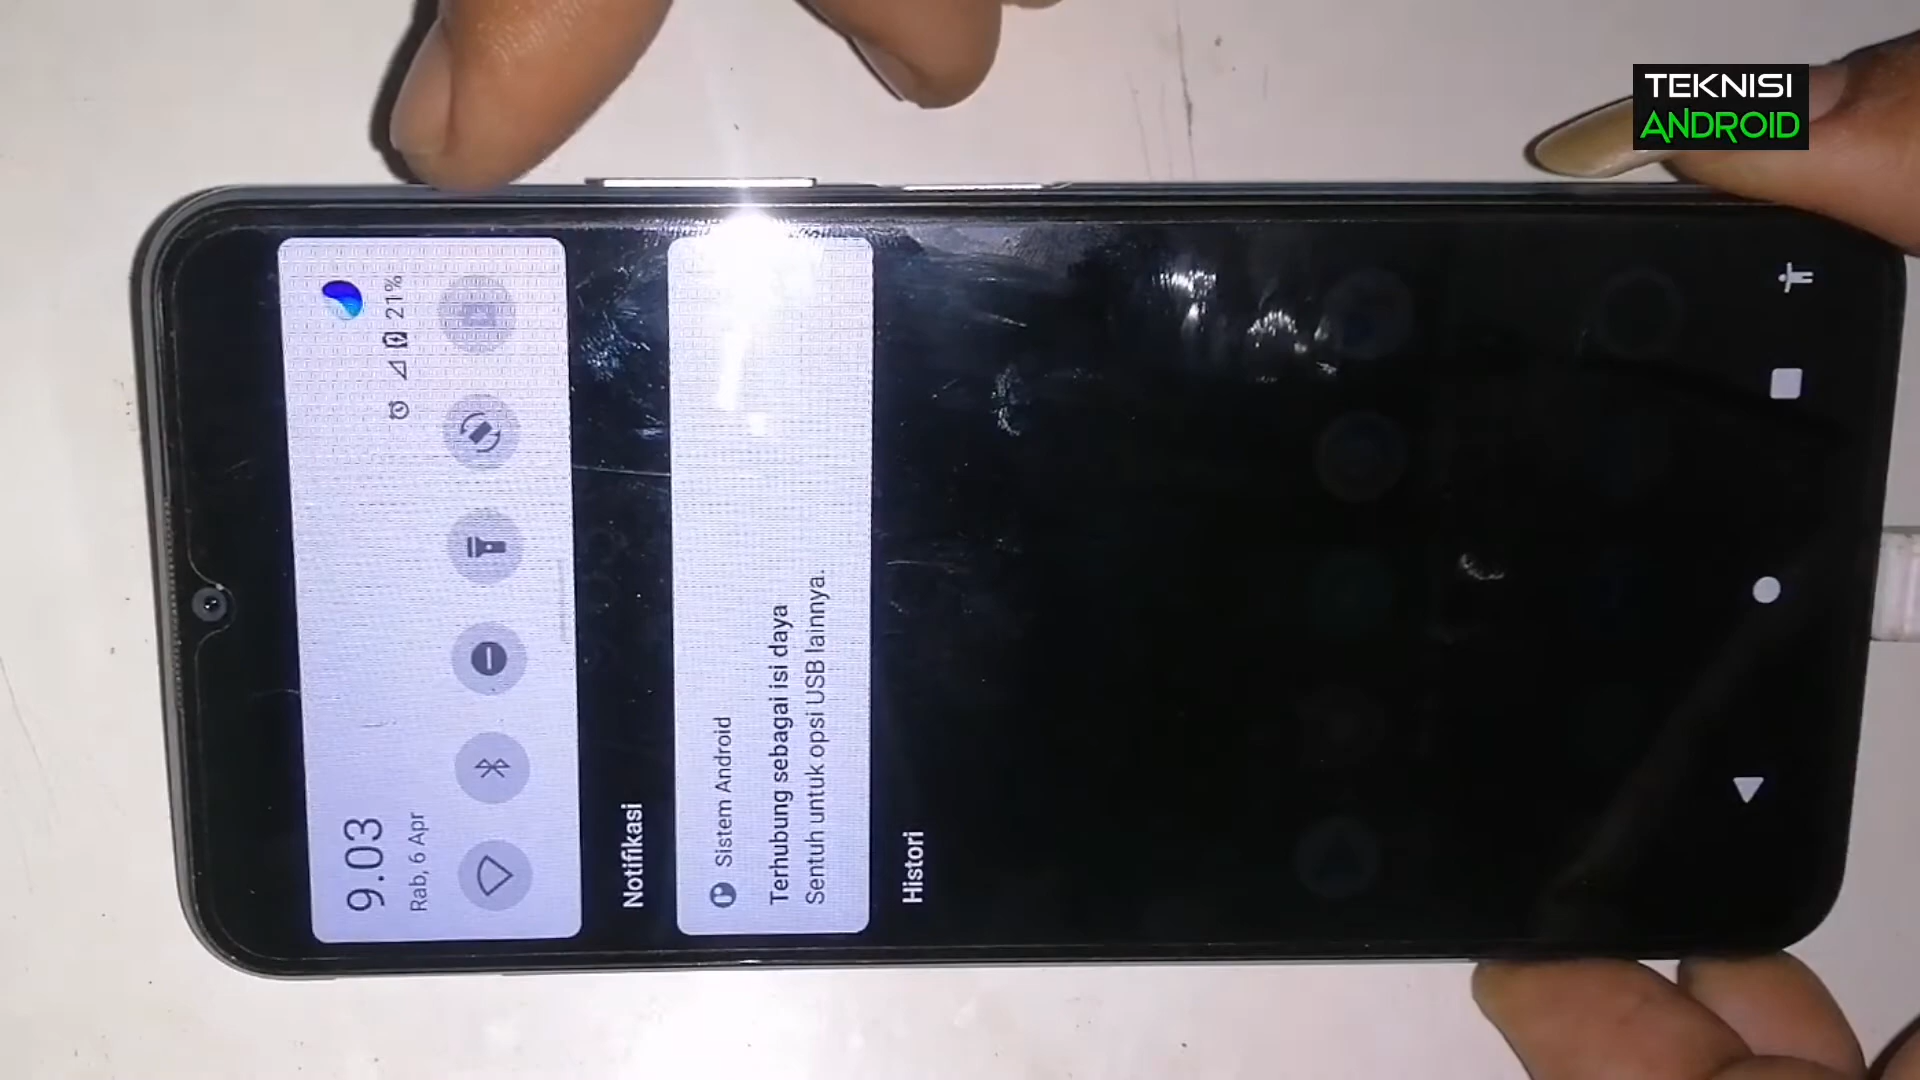 TEKNISI
ANDROID
9.03
Rab, 6 Apr
21%
Notifikasi
Sistem Android
Terhubung sebagai isi daya
Sentuh untuk opsi USB lainnya.
Histori